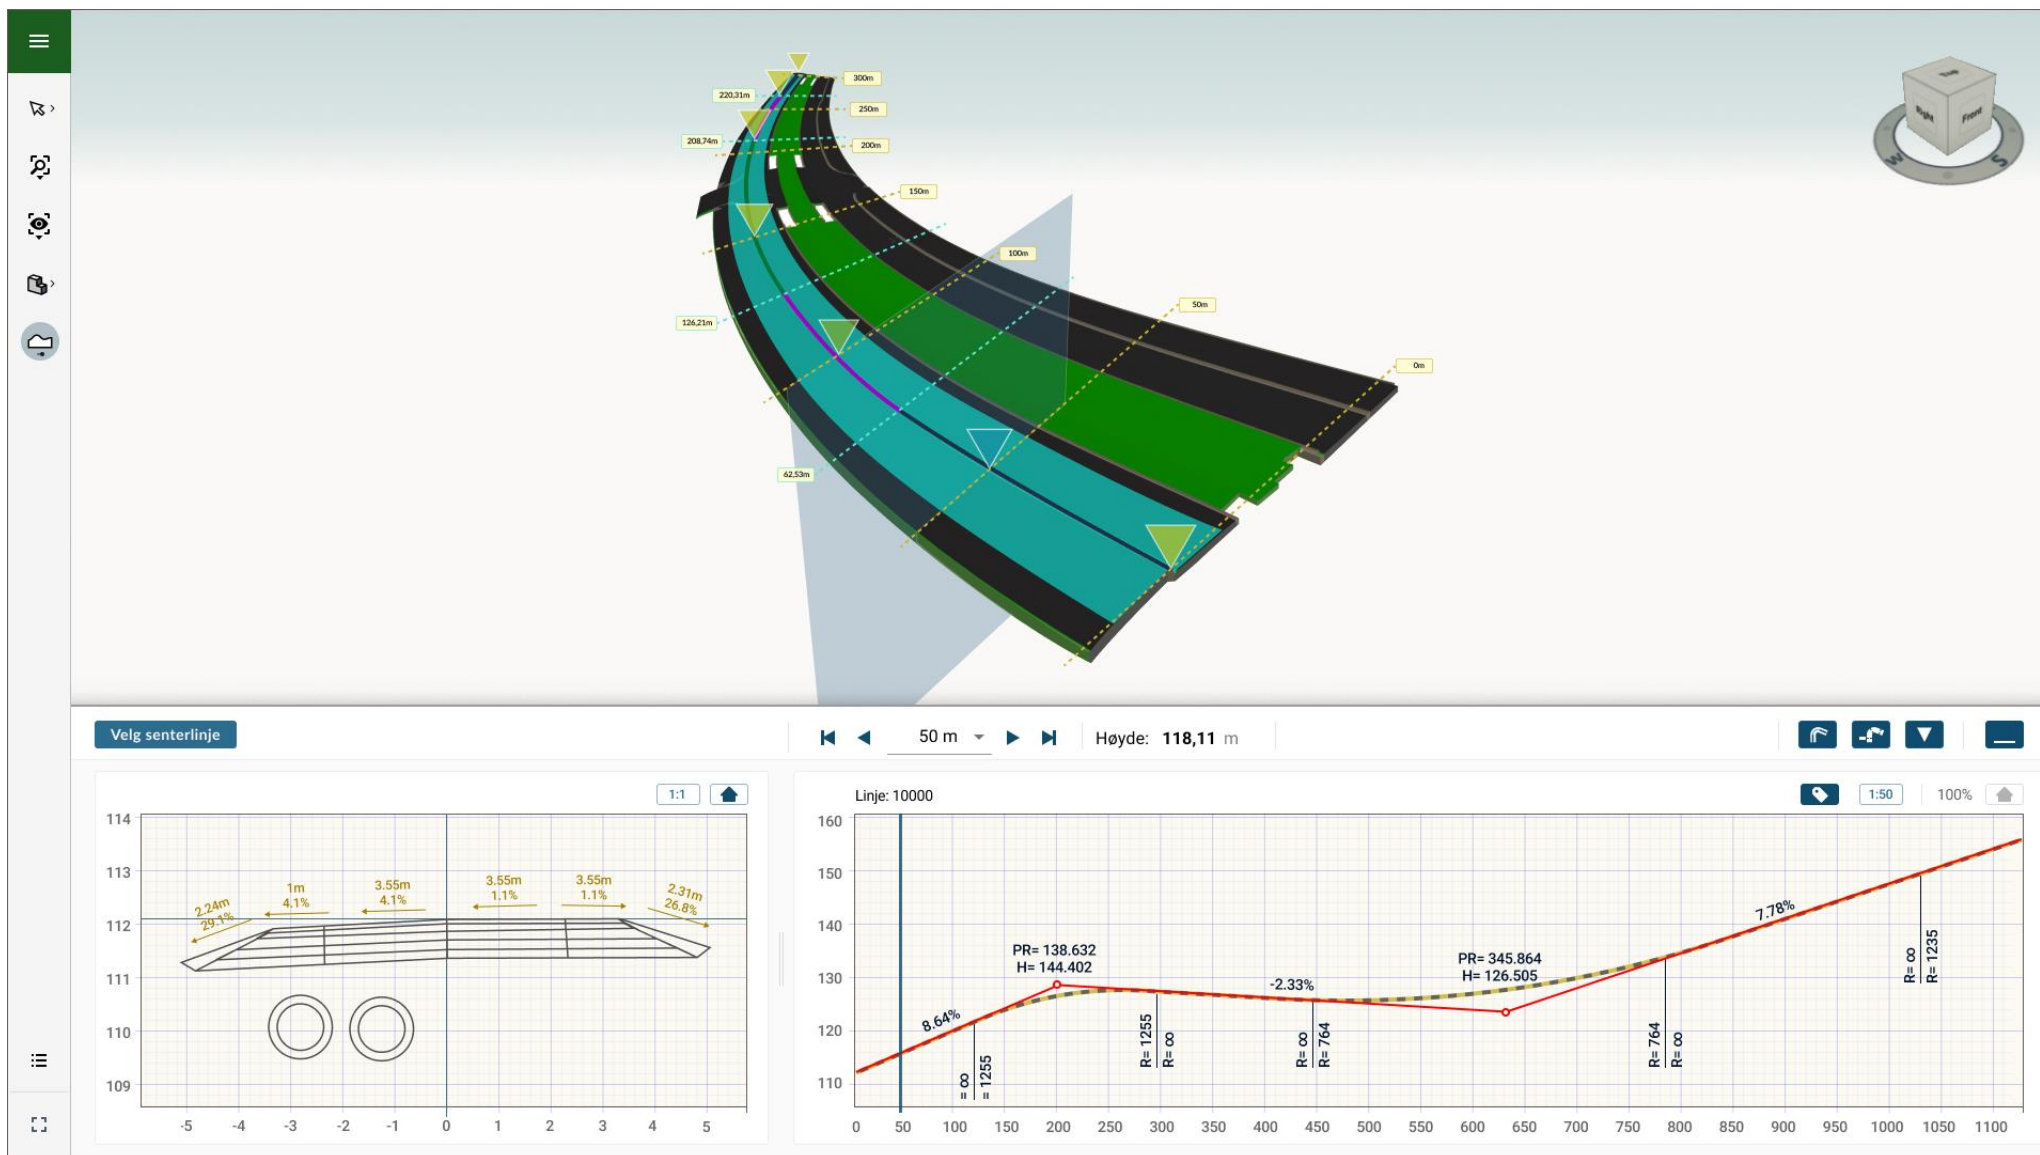 300m
220,31m
250m
208,74m
200m
150m
126,21m
100m
50m
0m
62,53m
Top
Right
Front
W
S
Velg senterlinje
50 m
Høyde: 118,11 m
1:1
114
113
112
111
110
109
2.24m
29.1%
1m
4.1%
3.55m
4.1%
3.55m
1.1%
3.55m
1.1%
2.31m
26.8%
-5 -4 -3 -2 -1 0 1 2 3 4 5
Linje: 10000
1:50
100%
160
150
140
130
120
110
8.64%
PR= 138.632
H= 144.402
-2.33%
PR= 345.864
H= 126.505
7.78%
= ∞
= 1255
R= 1255
R= ∞
R= ∞
R= 764
R= 764
R= ∞
R= ∞
R= 1235
0 50 100 150 200 250 300 350 400 450 500 550 600 650 700 750 800 850 900 950 1000 1050 1100